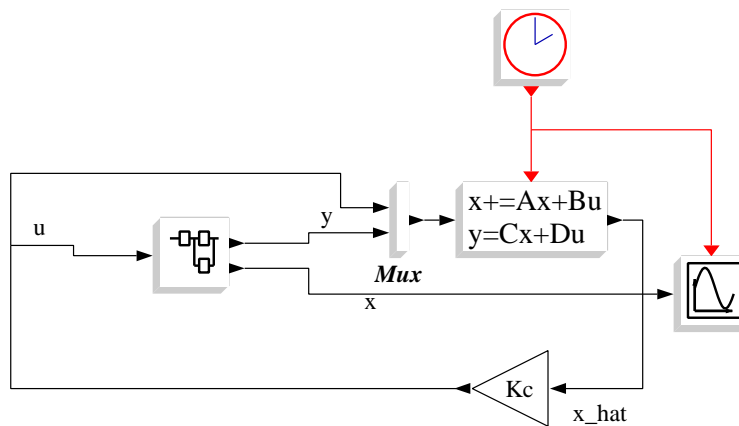 x+=Ax+Bu
y=Cx+Du
u
y
Mux
x
Kc
x_hat